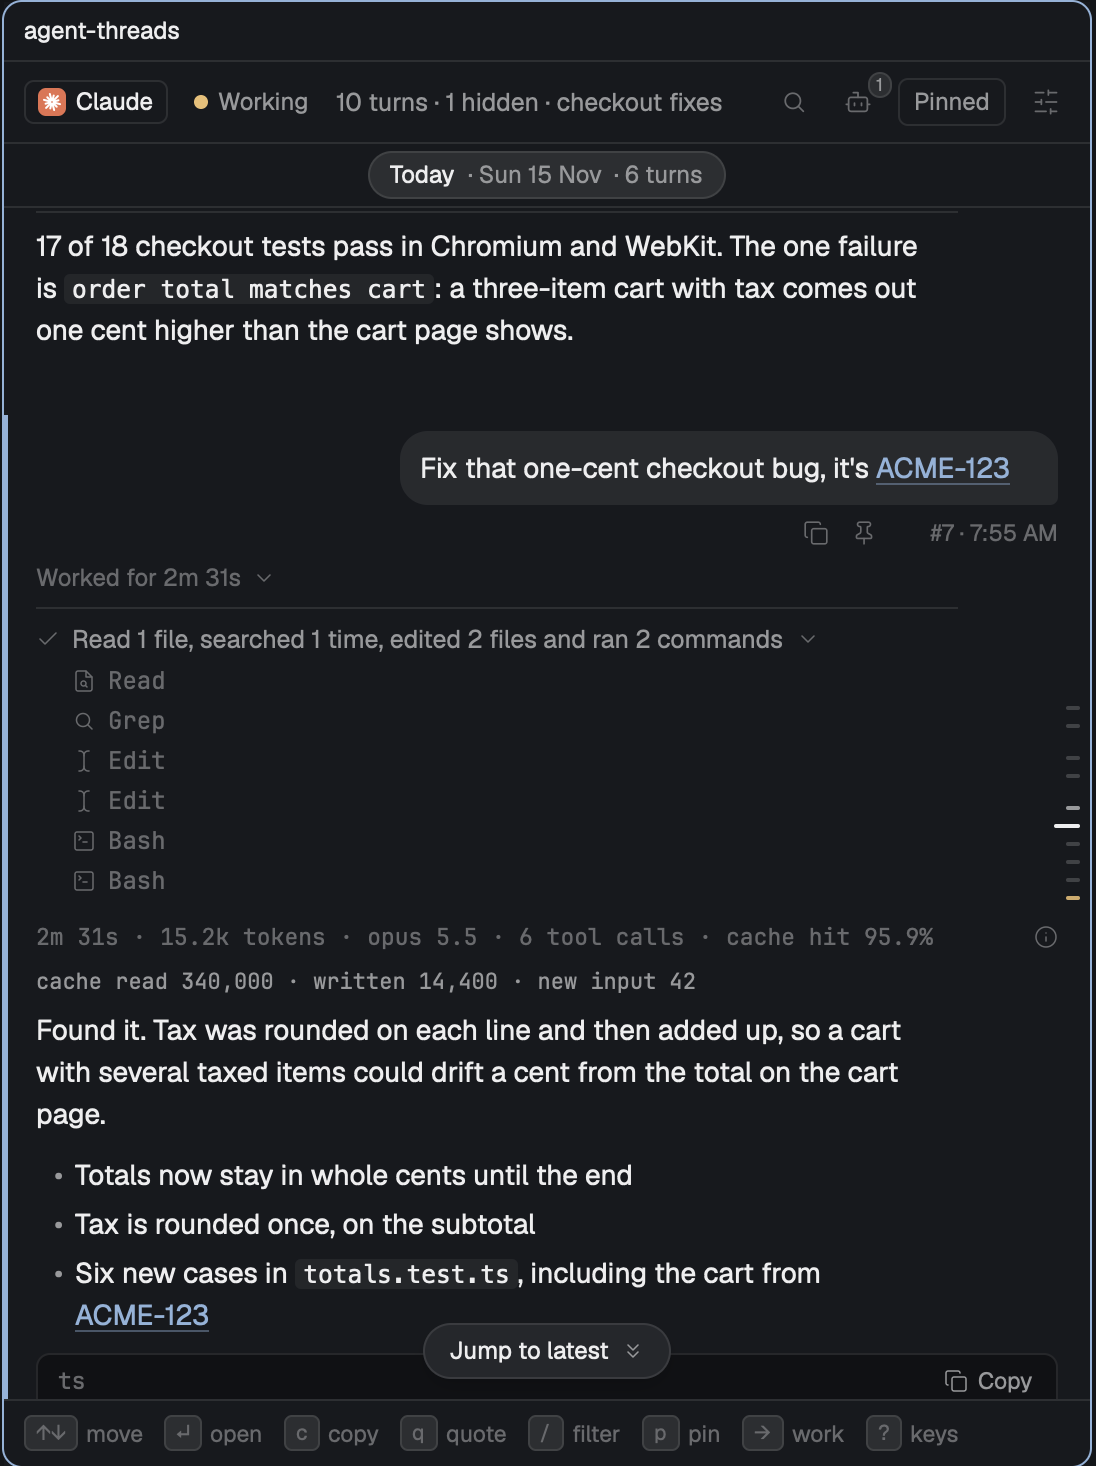 agent-threads
Claude
Working
10 turns · 1 hidden · checkout fixes
1
Pinned
Today · Sun 15 Nov · 6 turns
17 of 18 checkout tests pass in Chromium and WebKit. The one failure
is order total matches cart: a three-item cart with tax comes out
one cent higher than the cart page shows.
Fix that one-cent checkout bug, it's ACME-123
#7 · 7:55 AM
Worked for 2m 31s
Read 1 file, searched 1 time, edited 2 files and ran 2 commands
Read
Grep
Edit
Edit
Bash
Bash
2m 31s · 15.2k tokens · opus 5.5 · 6 tool calls · cache hit 95.9%
cache read 340,000 · written 14,400 · new input 42
Found it. Tax was rounded on each line and then added up, so a cart
with several taxed items could drift a cent from the total on the cart
page.
• Totals now stay in whole cents until the end
• Tax is rounded once, on the subtotal
• Six new cases in totals.test.ts, including the cart from
ACME-123
Jump to latest
ts
Copy
↑↓ move ↵ open c copy q quote / filter p pin → work ? keys